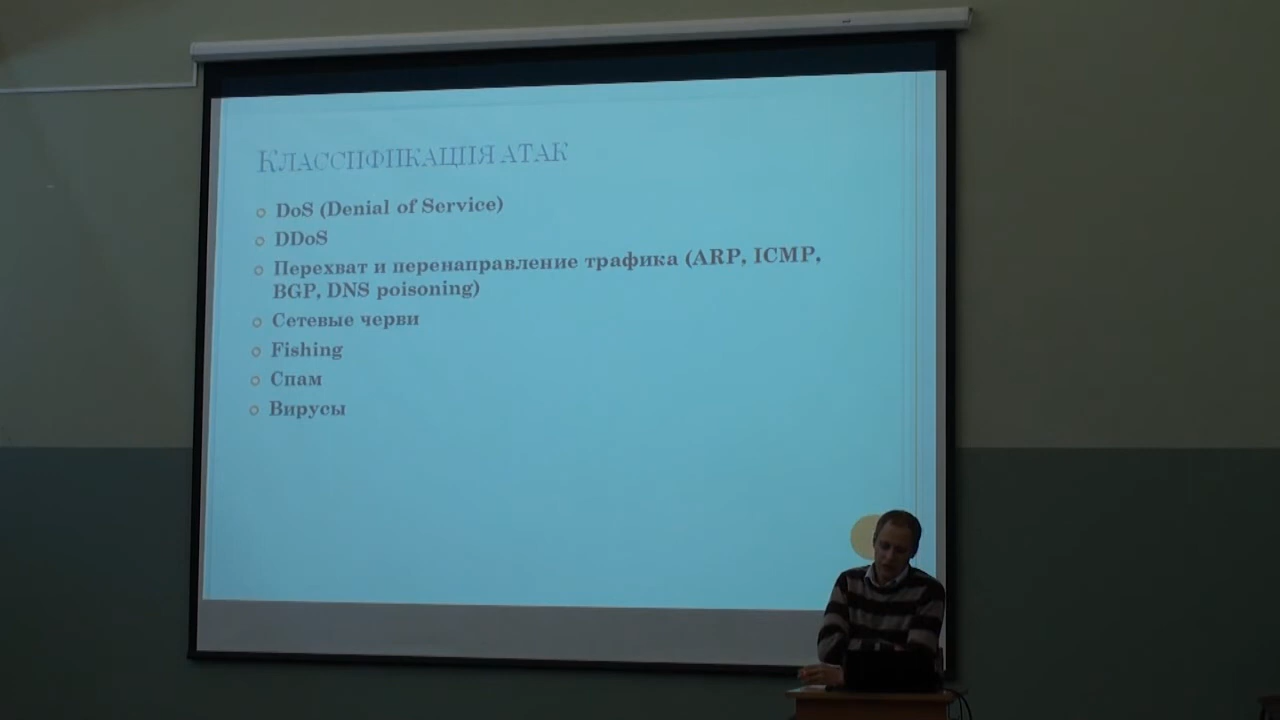 Классификация атак
DoS (Denial of Service)
DDoS
Перехват и перенаправление трафика (ARP, ICMP,
BGP, DNS poisoning)
Сетевые черви
Fishing
Спам
Вирусы